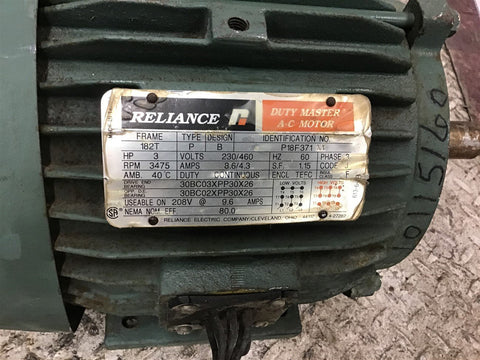 RELIANCE
DUTY MASTER
A-C MOTOR
FRAME TYPE DESIGN IDENTIFICATION NO.
182T P B P18F371
HP 3 VOLTS 230/460 HZ 60 PHASE 3
RPM 3475 AMPS 8.6/4.3 S.F. 1.15 CODE
AMB. 40°C DUTY CONTINUOUS ENCL TEFC F
30BC03XPP30X26
30BC02XPP30X26
USEABLE ON 208V @ 9.6 AMPS
NEMA NOM. EFF. 80.0
RELIANCE ELECTRIC COMPANY/CLEVELAND, OHIO 44117